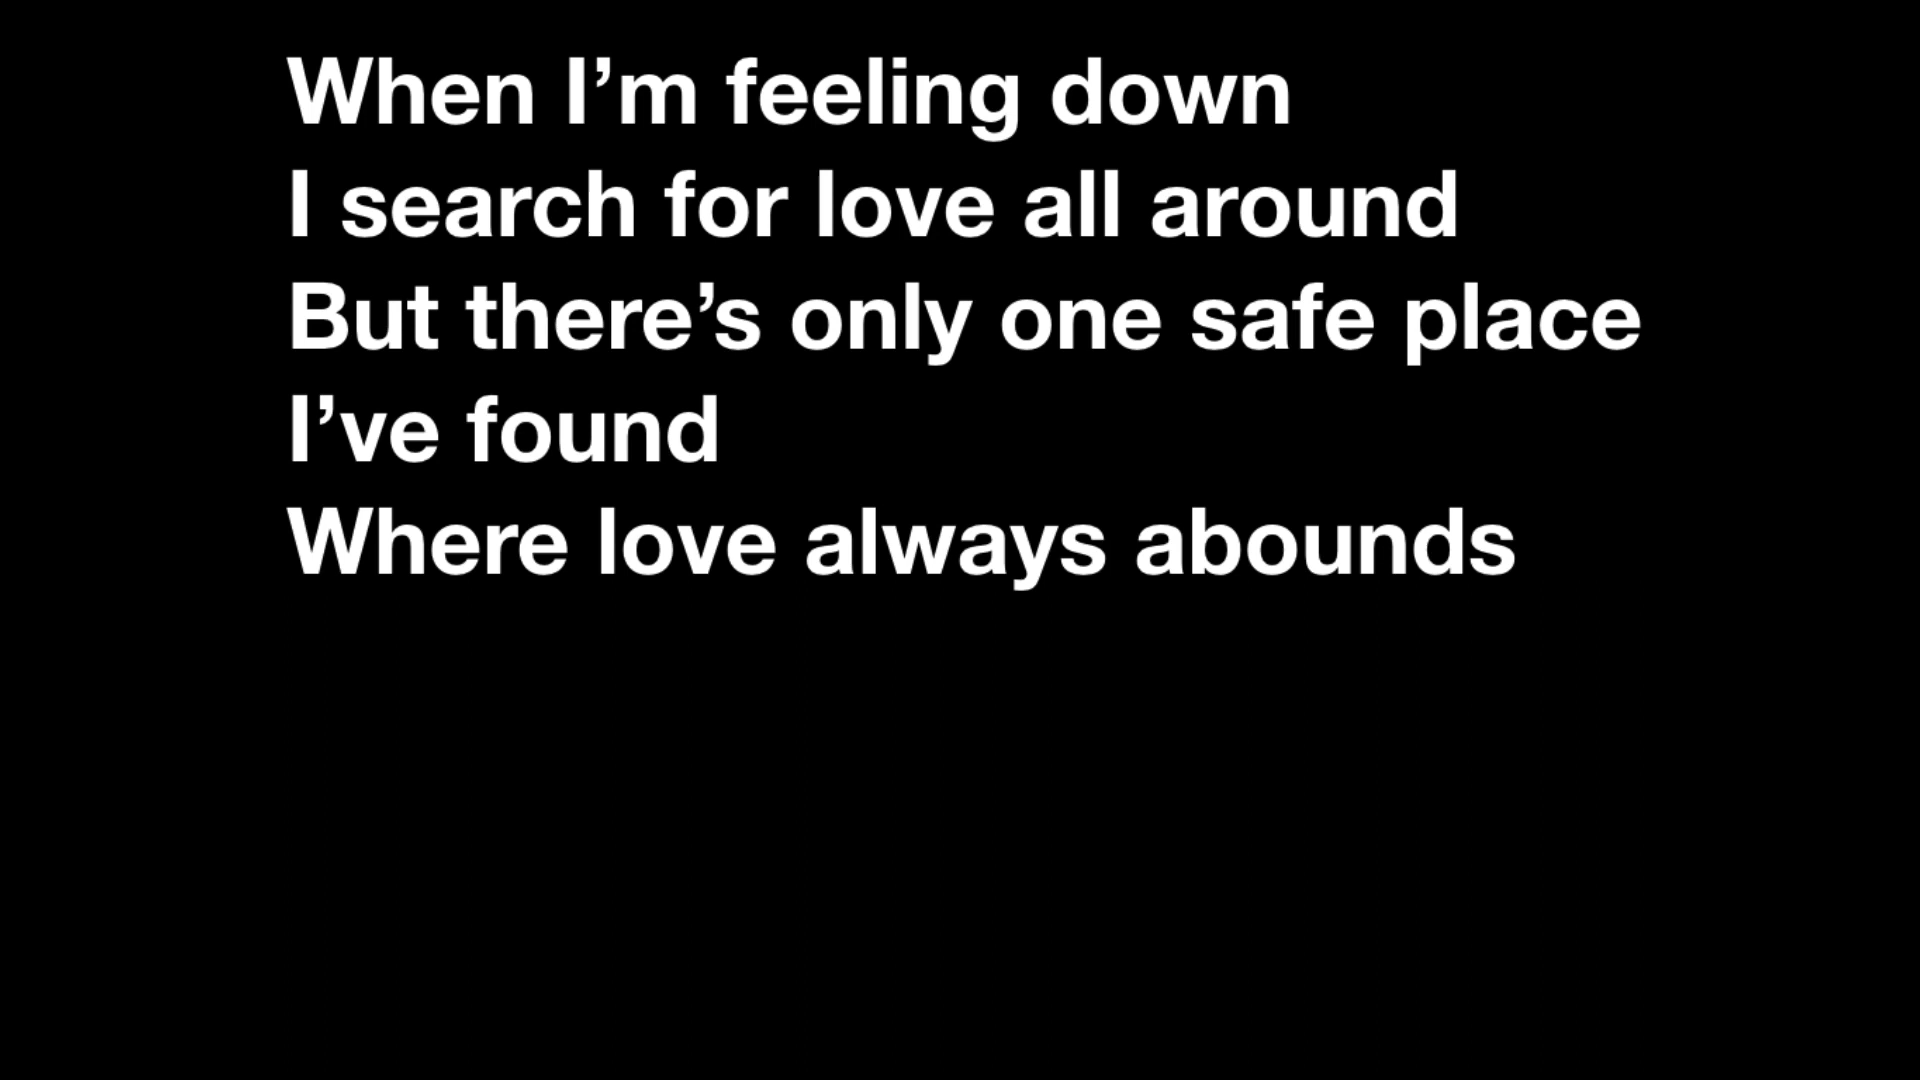 When I’m feeling down
I search for love all around
But there’s only one safe place
I’ve found
Where love always abounds